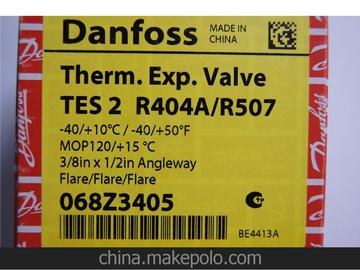 Danfoss
MADE IN
CHINA
Therm. Exp. Valve
TES 2 R404A/R507
-40/+10°C / -40/+50°F
MOP120/+15 °C
3/8in x 1/2in Angleway
Flare/Flare/Flare
068Z3405
BE4413A
Danfoss
china.makepolo.com